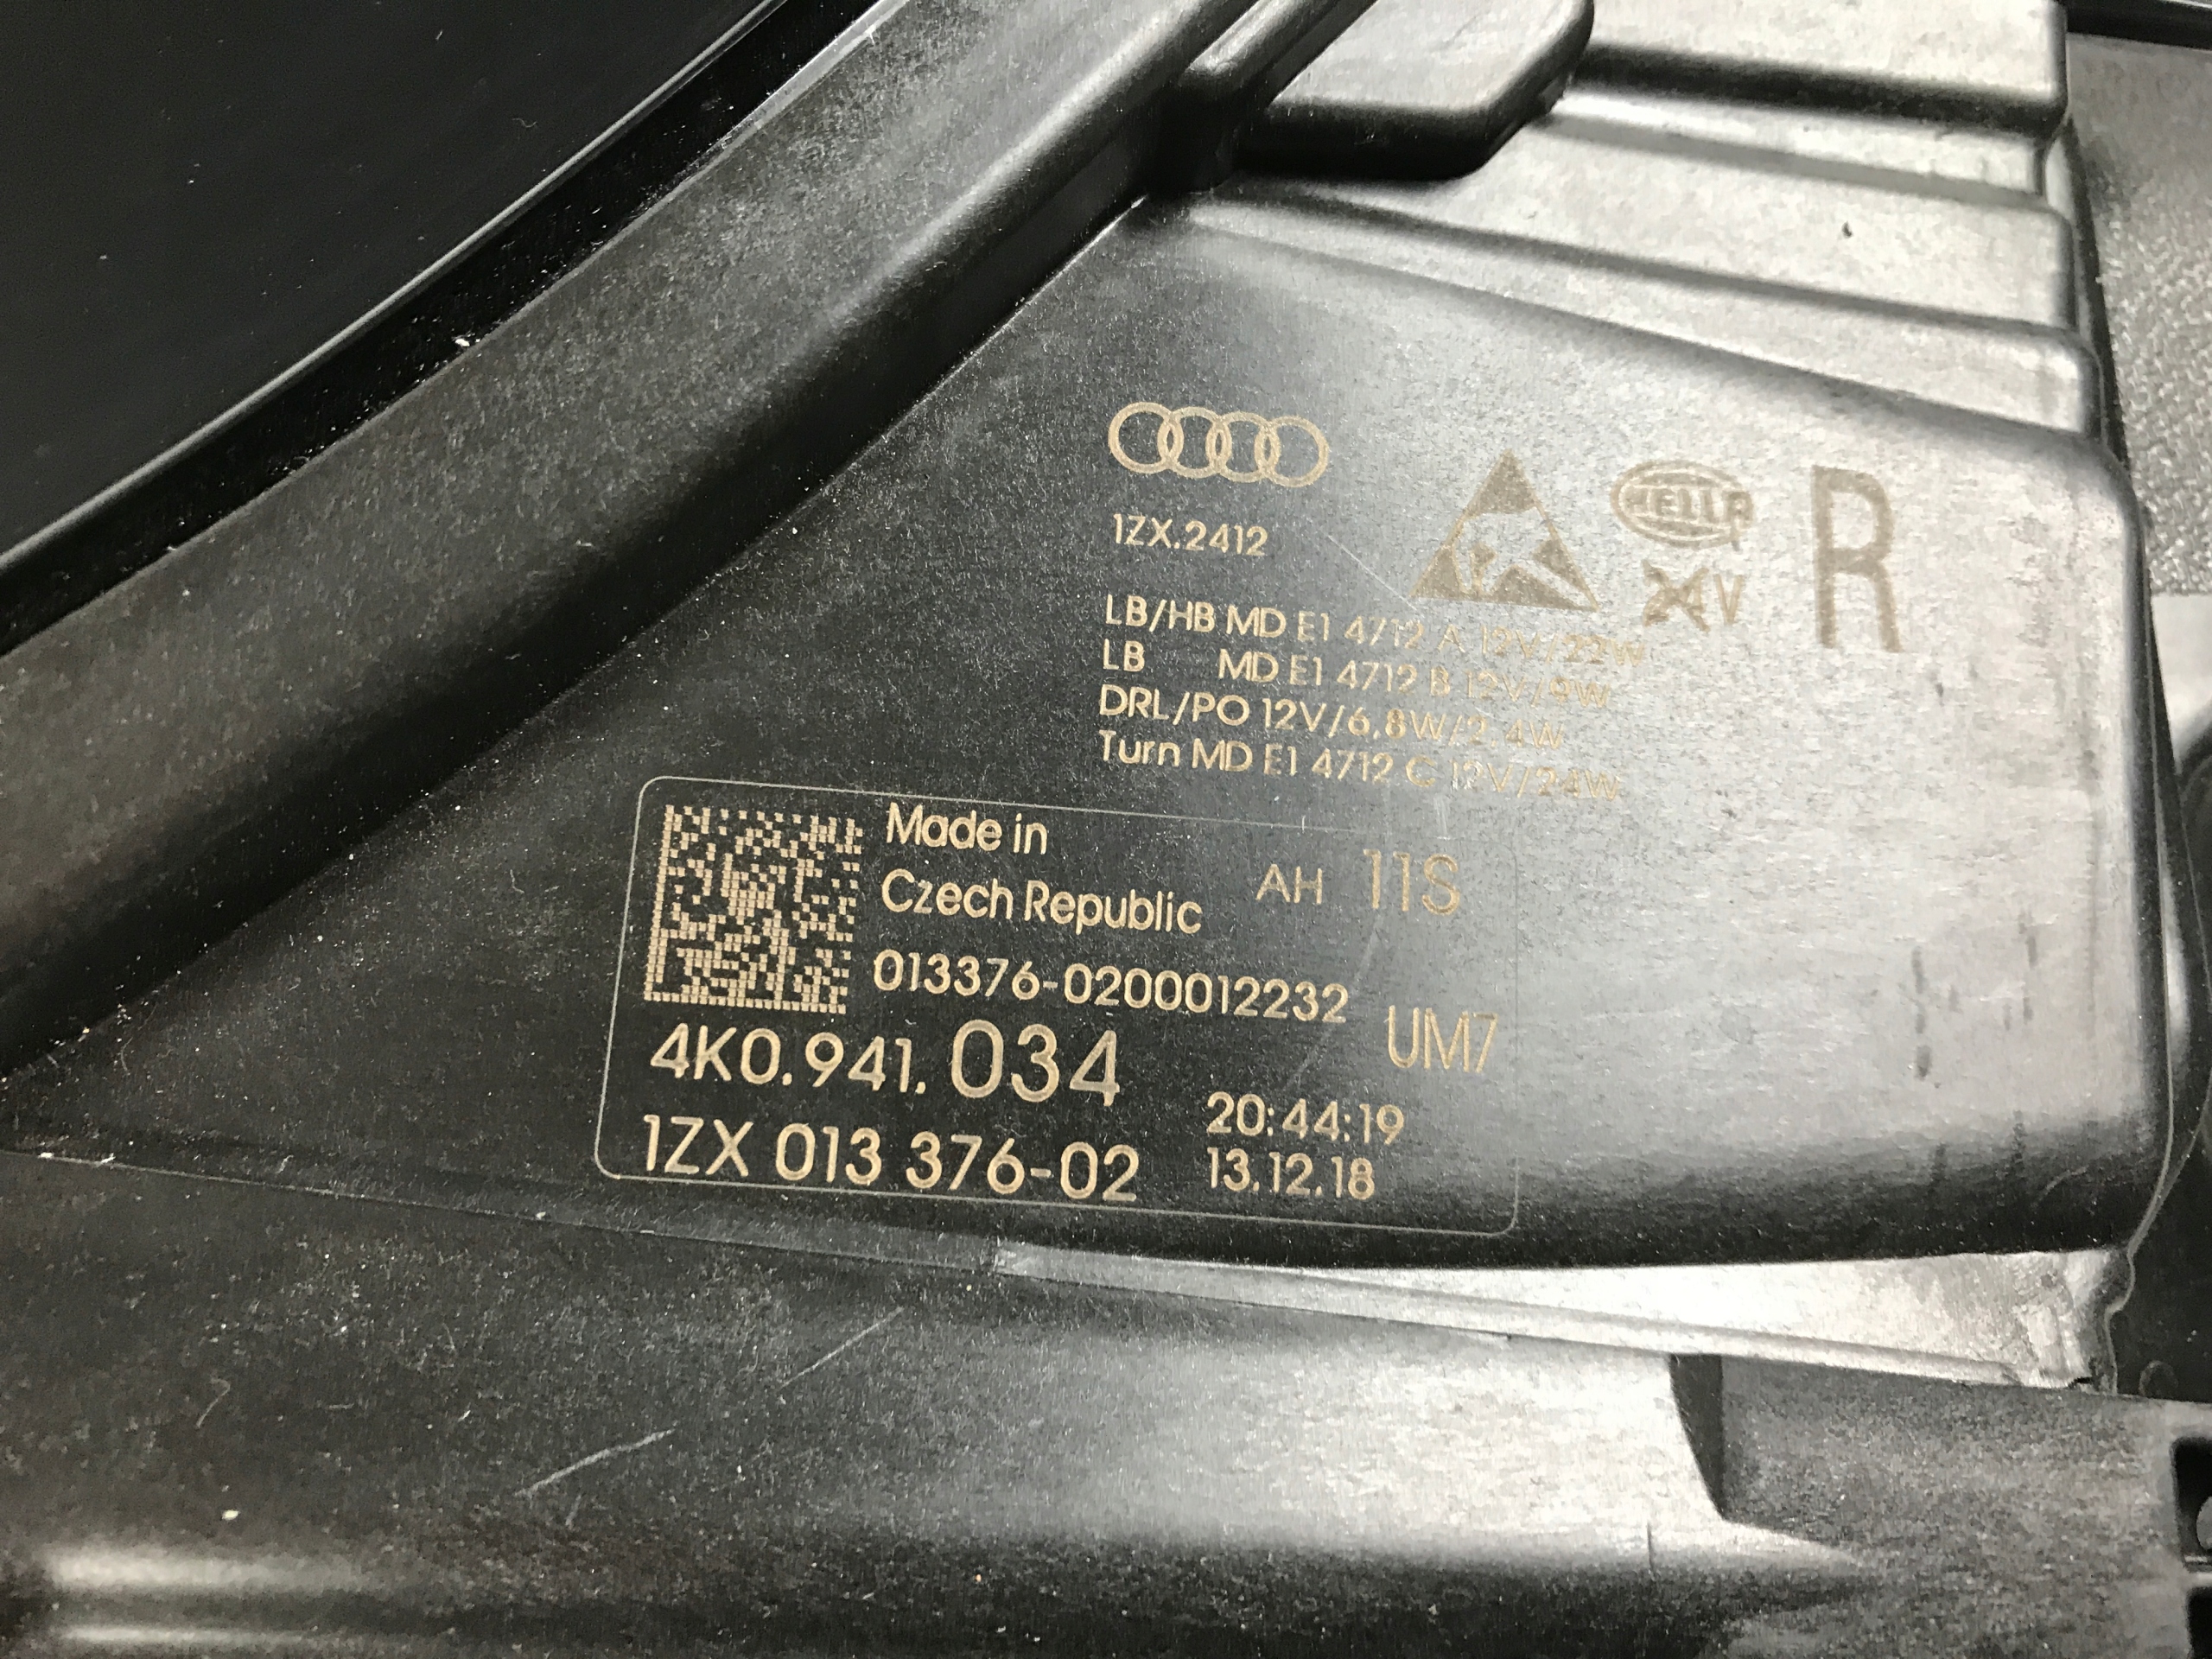 1ZX.2412
HELLA
24V
R
LB/HB MD E1 4712 A 12V/22W
LB MD E1 4712 B 12V/9W
DRL/PO 12V/6,8W/2,4W
Turn MD E1 4712 C 12V/24W
Made in
Czech Republic
AH 11S
013376-0200012232
UM7
4K0.941.034
20:44:19
1ZX 013 376-02
13.12.18